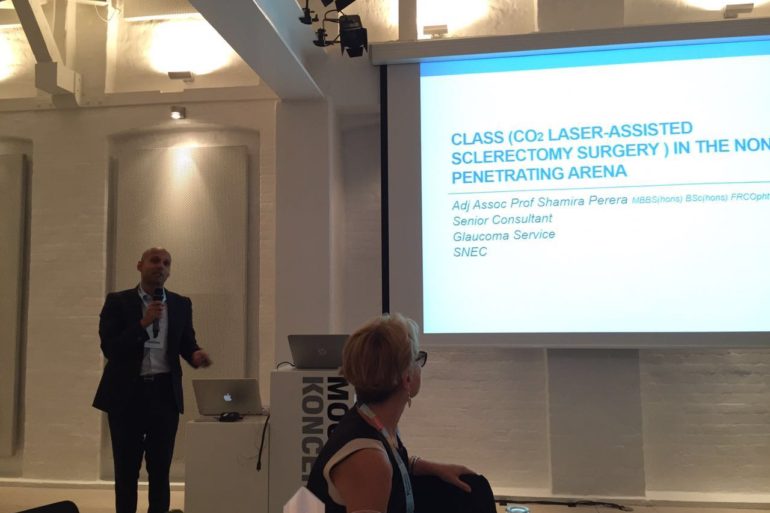 CLASS (CO2 LASER-ASSISTED
SCLERECTOMY SURGERY ) IN THE NON
PENETRATING ARENA
Adj Assoc Prof Shamira Perera MBBS(hons) BSc(hons) FRCOpht
Senior Consultant
Glaucoma Service
SNEC